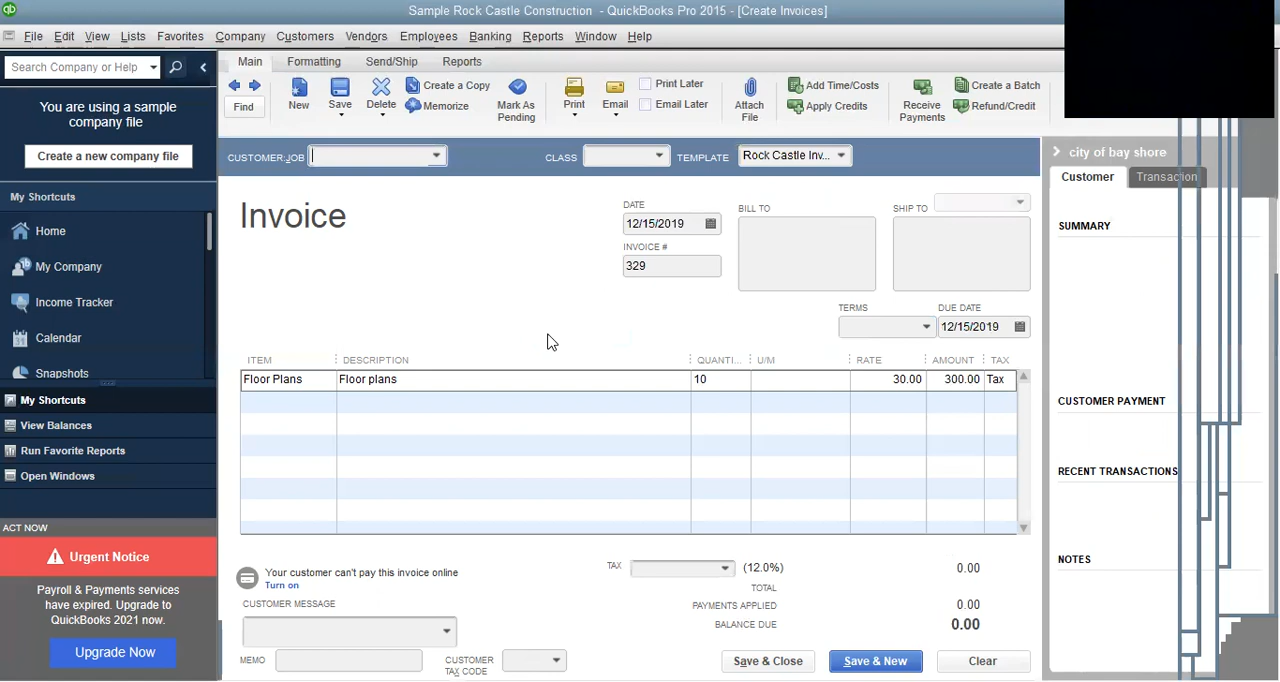 Sample Rock Castle Construction - QuickBooks Pro 2015 - [Create Invoices]
File Edit View Lists Favorites Company Customers Vendors Employees Banking Reports Window Help
Search Company or Help
You are using a sample
company file
Create a new company file
My Shortcuts
Home
My Company
Income Tracker
Calendar
Snapshots
My Shortcuts
View Balances
Run Favorite Reports
Open Windows
ACT NOW
Urgent Notice
Payroll & Payments services
have expired. Upgrade to
QuickBooks 2021 now.
Upgrade Now
Main Formatting Send/Ship Reports
Find
New
Save
Delete
Create a Copy
Memorize
Mark As
Pending
Print
Email
Print Later
Email Later
Attach
File
Add Time/Costs
Apply Credits
Receive
Payments
Create a Batch
Refund/Credit
CUSTOMER:JOB CLASS TEMPLATE Rock Castle Inv...
Invoice
DATE
12/15/2019
INVOICE #
329
BILL TO
SHIP TO
TERMS DUE DATE
12/15/2019
ITEM DESCRIPTION QUANTI... U/M RATE AMOUNT TAX
Floor Plans Floor plans 10 30.00 300.00 Tax
Your customer can't pay this invoice online
Turn on
CUSTOMER MESSAGE
MEMO
CUSTOMER
TAX CODE
TAX (12.0%) 0.00
TOTAL
PAYMENTS APPLIED 0.00
BALANCE DUE 0.00
Save & Close Save & New Clear
city of bay shore
Customer Transaction
SUMMARY
CUSTOMER PAYMENT
RECENT TRANSACTIONS
NOTES